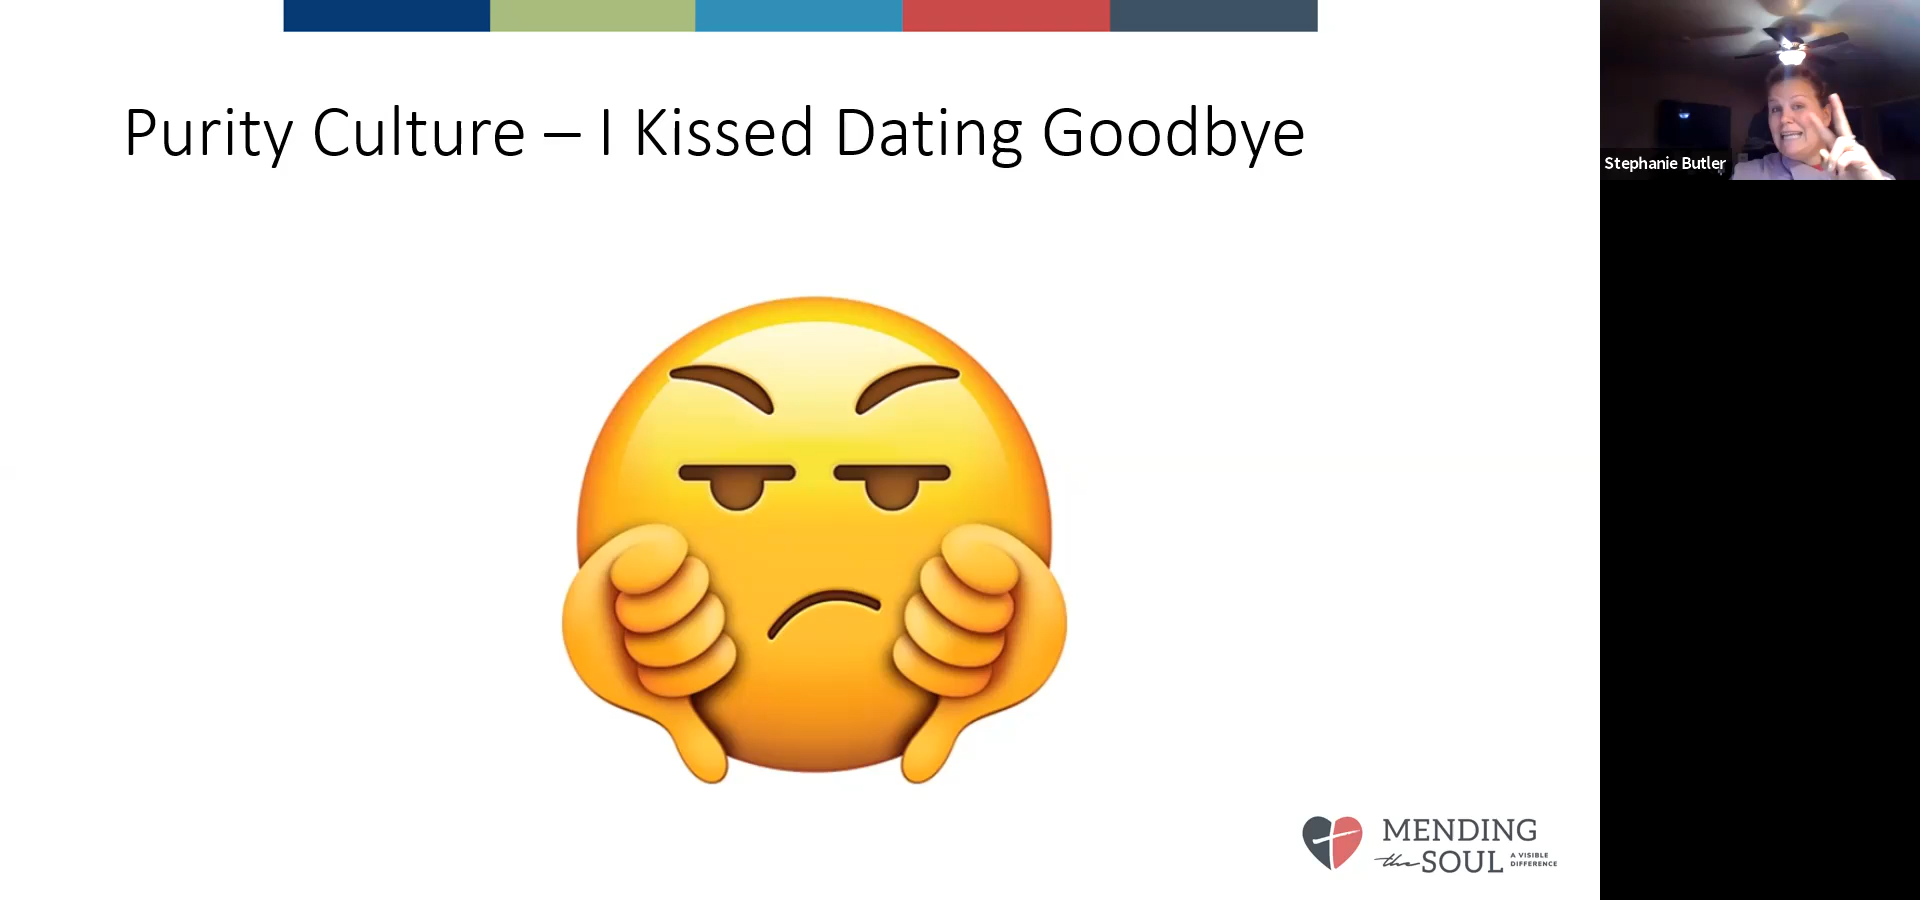 Purity Culture – I Kissed Dating Goodbye
Stephanie Butler
MENDING
the SOUL
A VISIBLE
DIFFERENCE